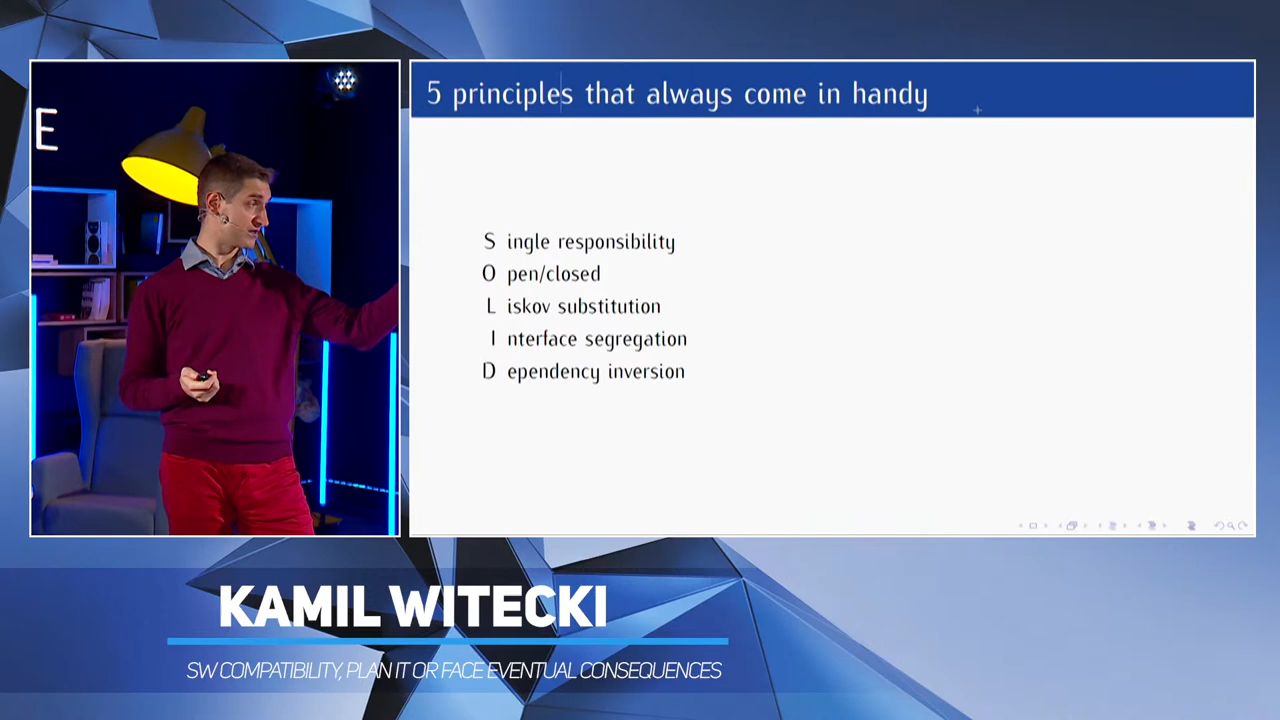 E
5 principles that always come in handy
S ingle responsibility
O pen/closed
L iskov substitution
I nterface segregation
D ependency inversion
KAMIL WITECKI
SW COMPATIBILITY, PLAN IT OR FACE EVENTUAL CONSEQUENCES